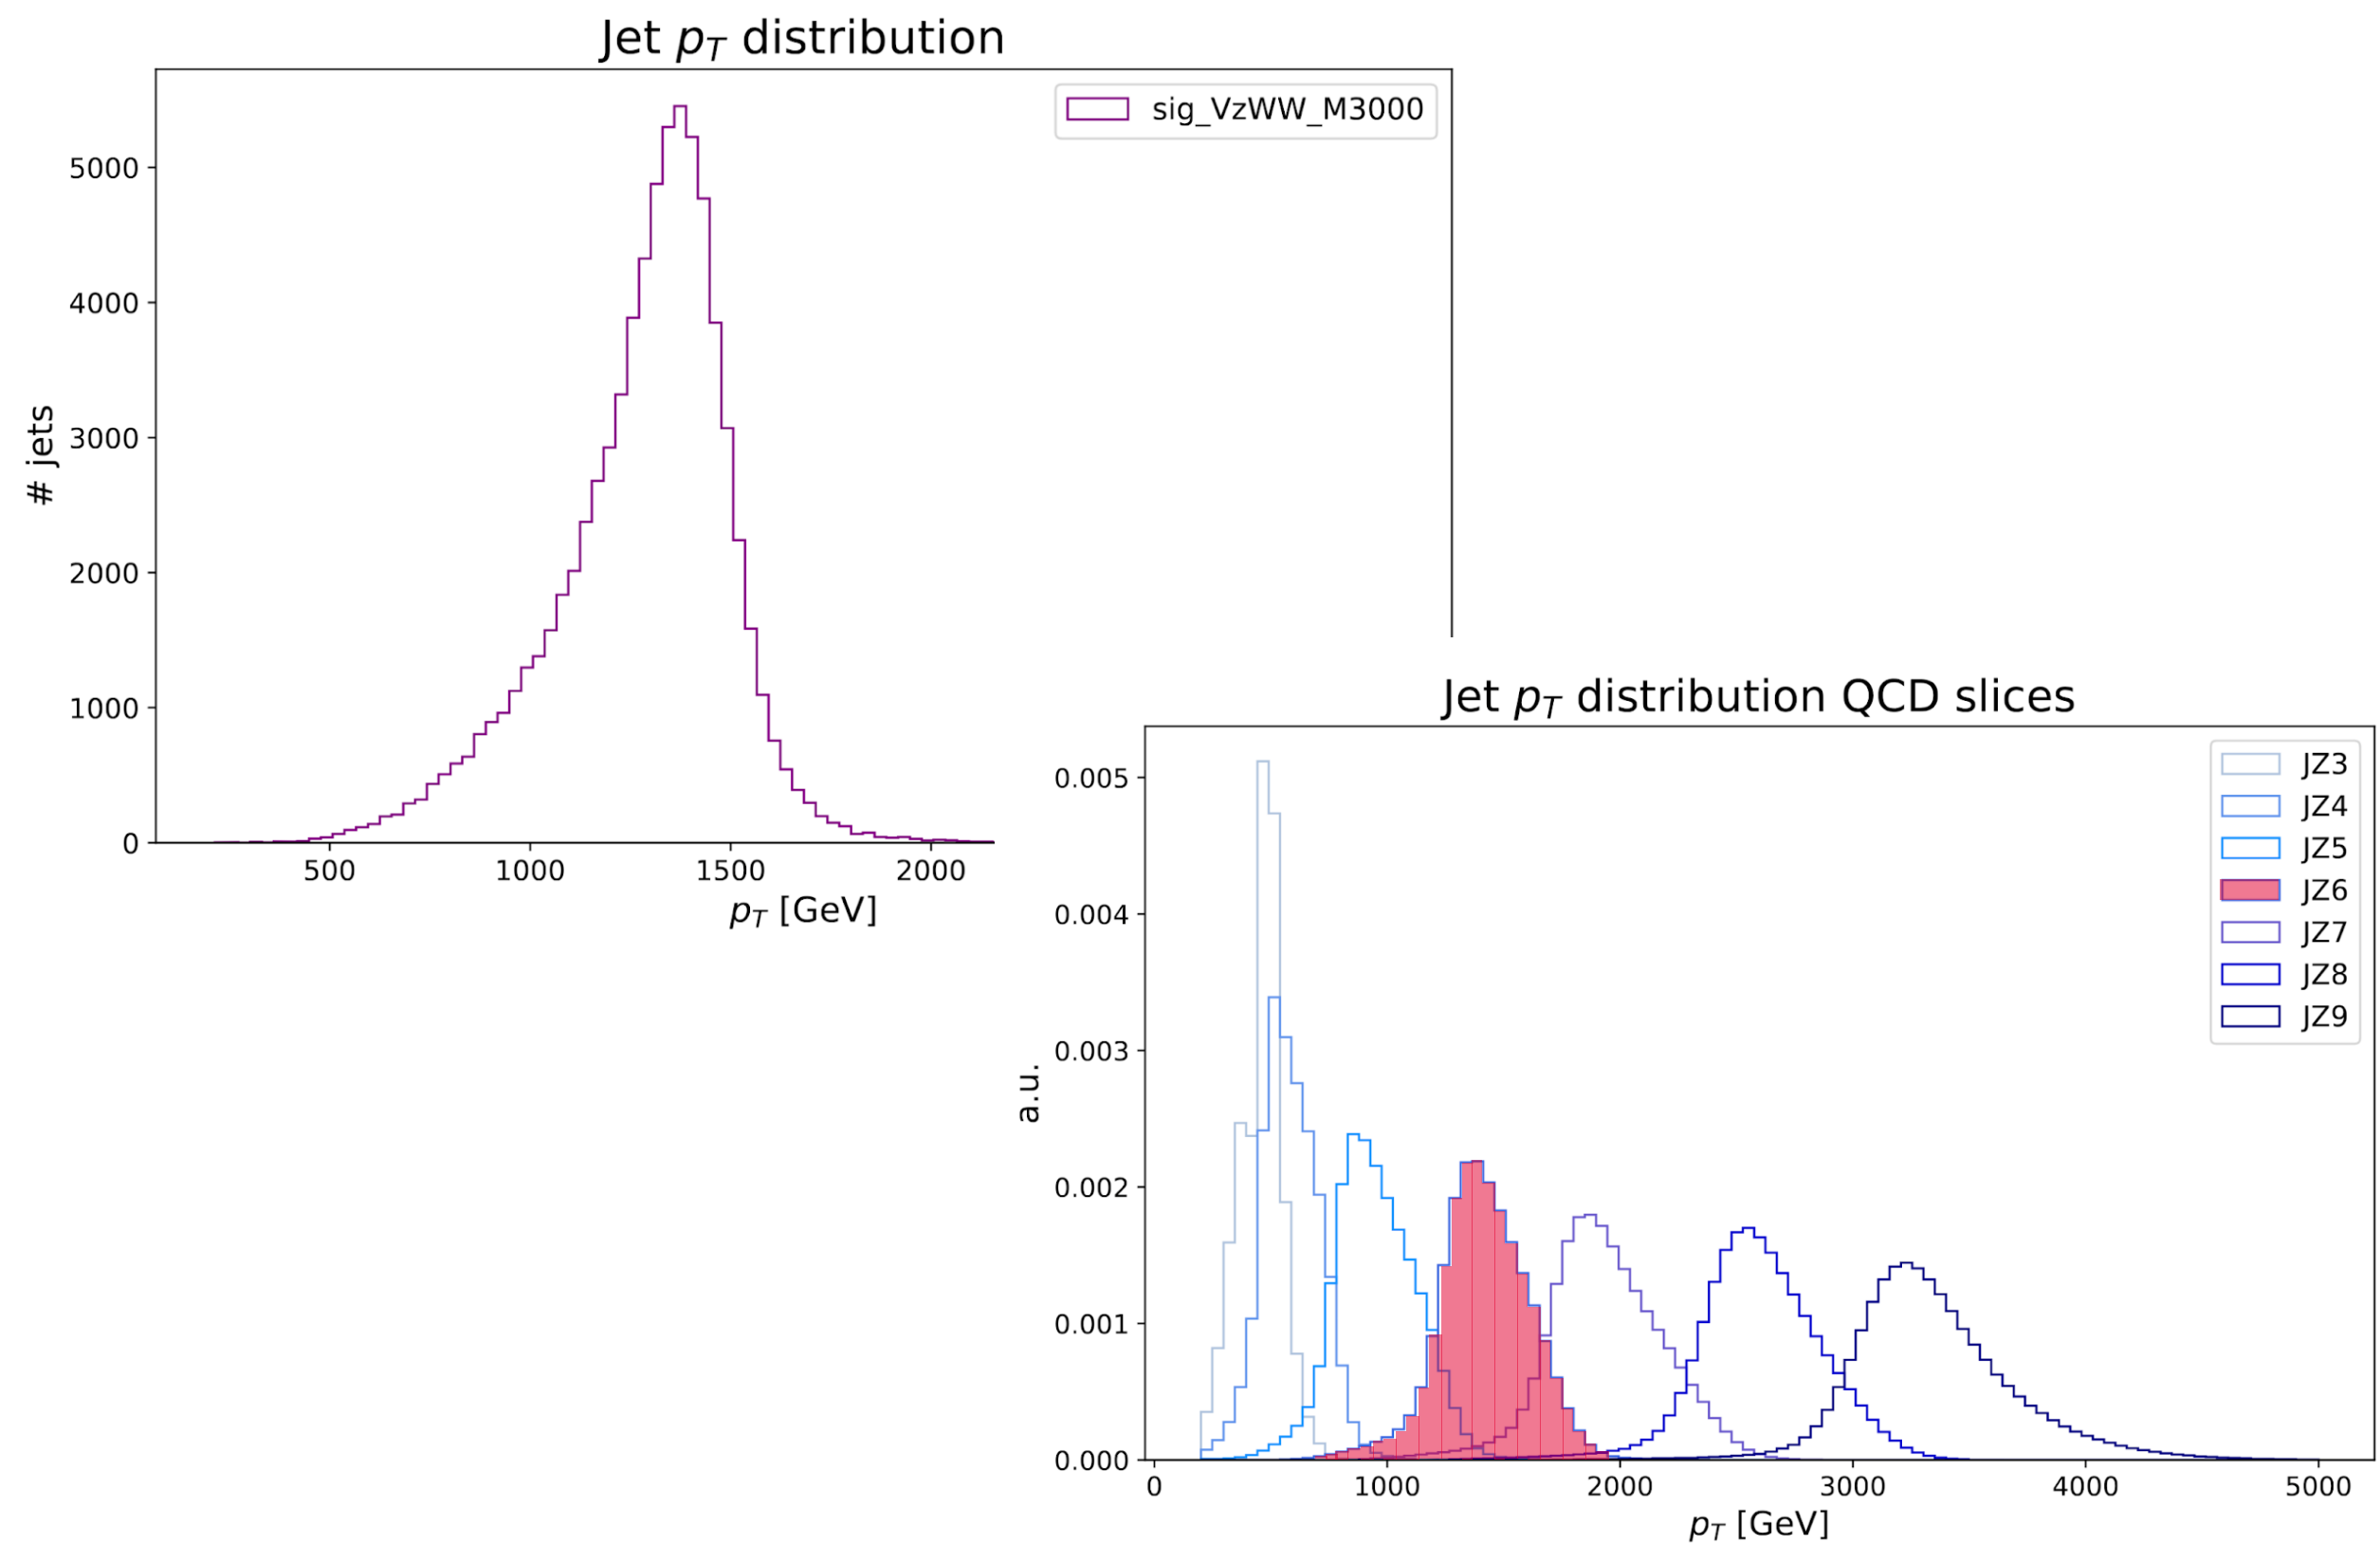 Jet pT distribution
sig_VzWW_M3000
5000
4000
3000
2000
1000
0
# jets
500 1000 1500 2000
pT [GeV]
Jet pT distribution QCD slices
JZ3
JZ4
JZ5
JZ6
JZ7
JZ8
JZ9
0.005
0.004
0.003
0.002
0.001
0.000
a.u.
0 1000 2000 3000 4000 5000
pT [GeV]